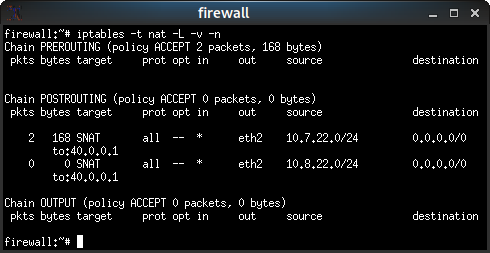 firewall
firewall:~# iptables -t nat -L -v -n
Chain PREROUTING (policy ACCEPT 2 packets, 168 bytes)
pkts bytes target prot opt in out source destination
Chain POSTROUTING (policy ACCEPT 0 packets, 0 bytes)
pkts bytes target prot opt in out source destination
2 168 SNAT all -- * eth2 10.7.22.0/24 0.0.0.0/0
to:40.0.0.1
0 0 SNAT all -- * eth2 10.8.22.0/24 0.0.0.0/0
to:40.0.0.1
Chain OUTPUT (policy ACCEPT 0 packets, 0 bytes)
pkts bytes target prot opt in out source destination
firewall:~#